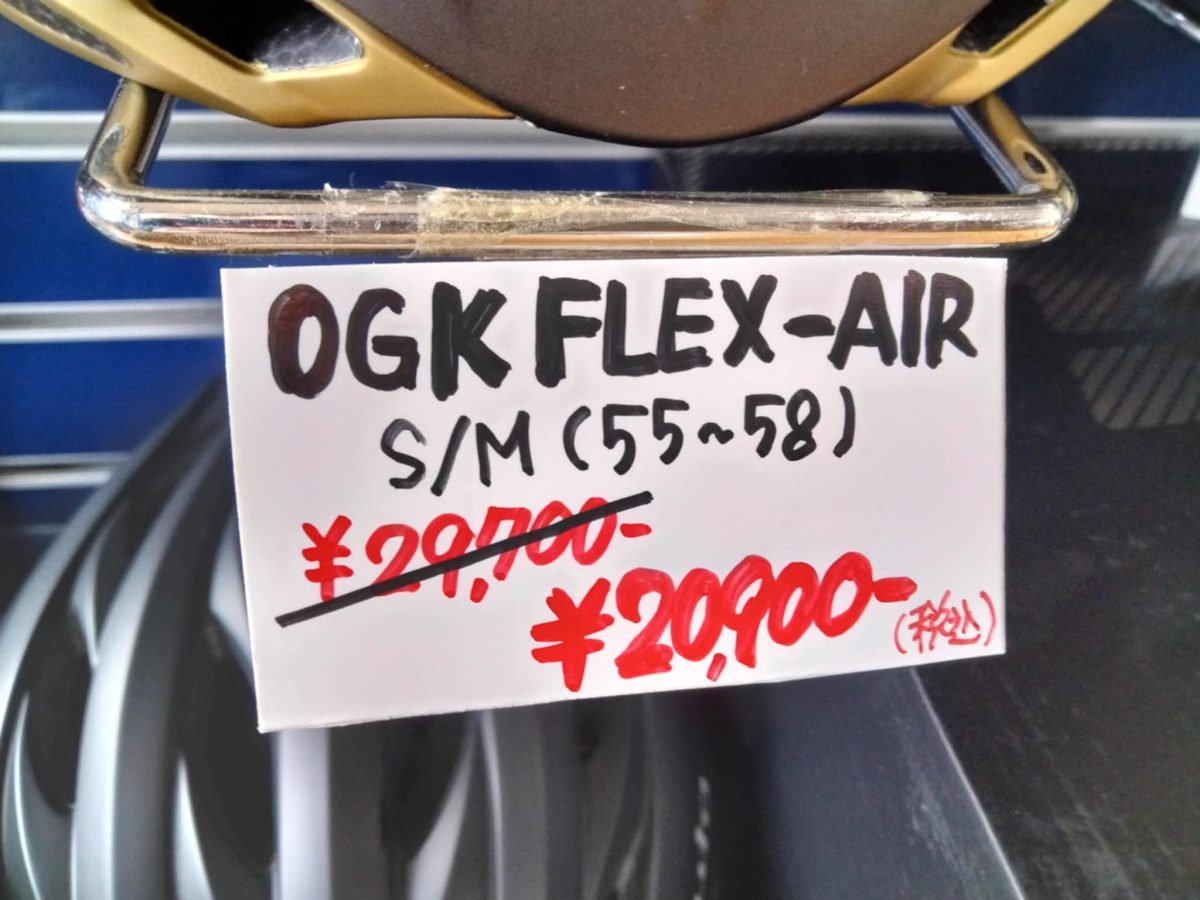 OGK FLEX-AIR
S/M (55~58)
¥29,700-
¥20,900-
(税込)